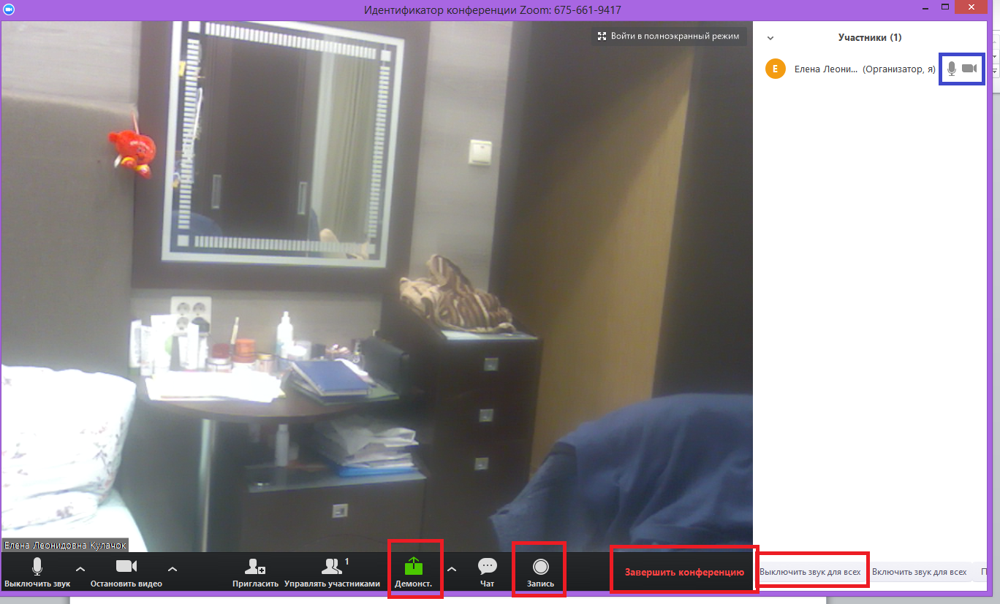 Идентификатор конференции Zoom: 675-661-9417
Войти в полноэкранный режим
Участники (1)
Е
Елена Леони... (Организатор, я)
Елена Леонидовна Кулачок
Выключить звук
Остановить видео
Пригласить
Управлять участниками
1
Демонст.
Чат
Запись
Завершить конференцию
Выключить звук для всех
Включить звук для всех
П